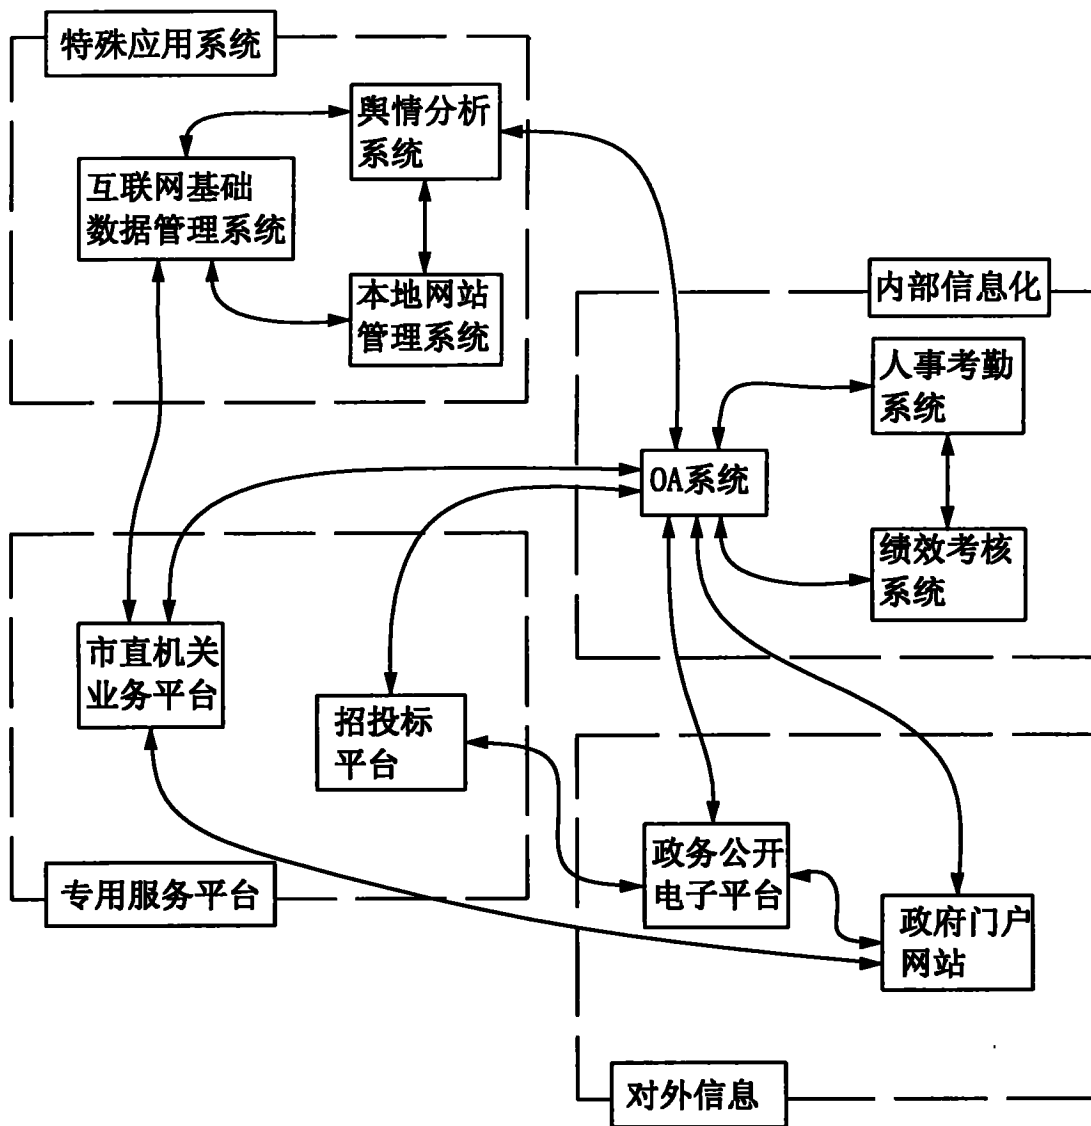 特殊应用系统
舆情分析
系统
互联网基础
数据管理系统
本地网站
管理系统
内部信息化
人事考勤
系统
OA系统
绩效考核
系统
市直机关
业务平台
招投标
平台
专用服务平台
政务公开
电子平台
政府门户
网站
对外信息